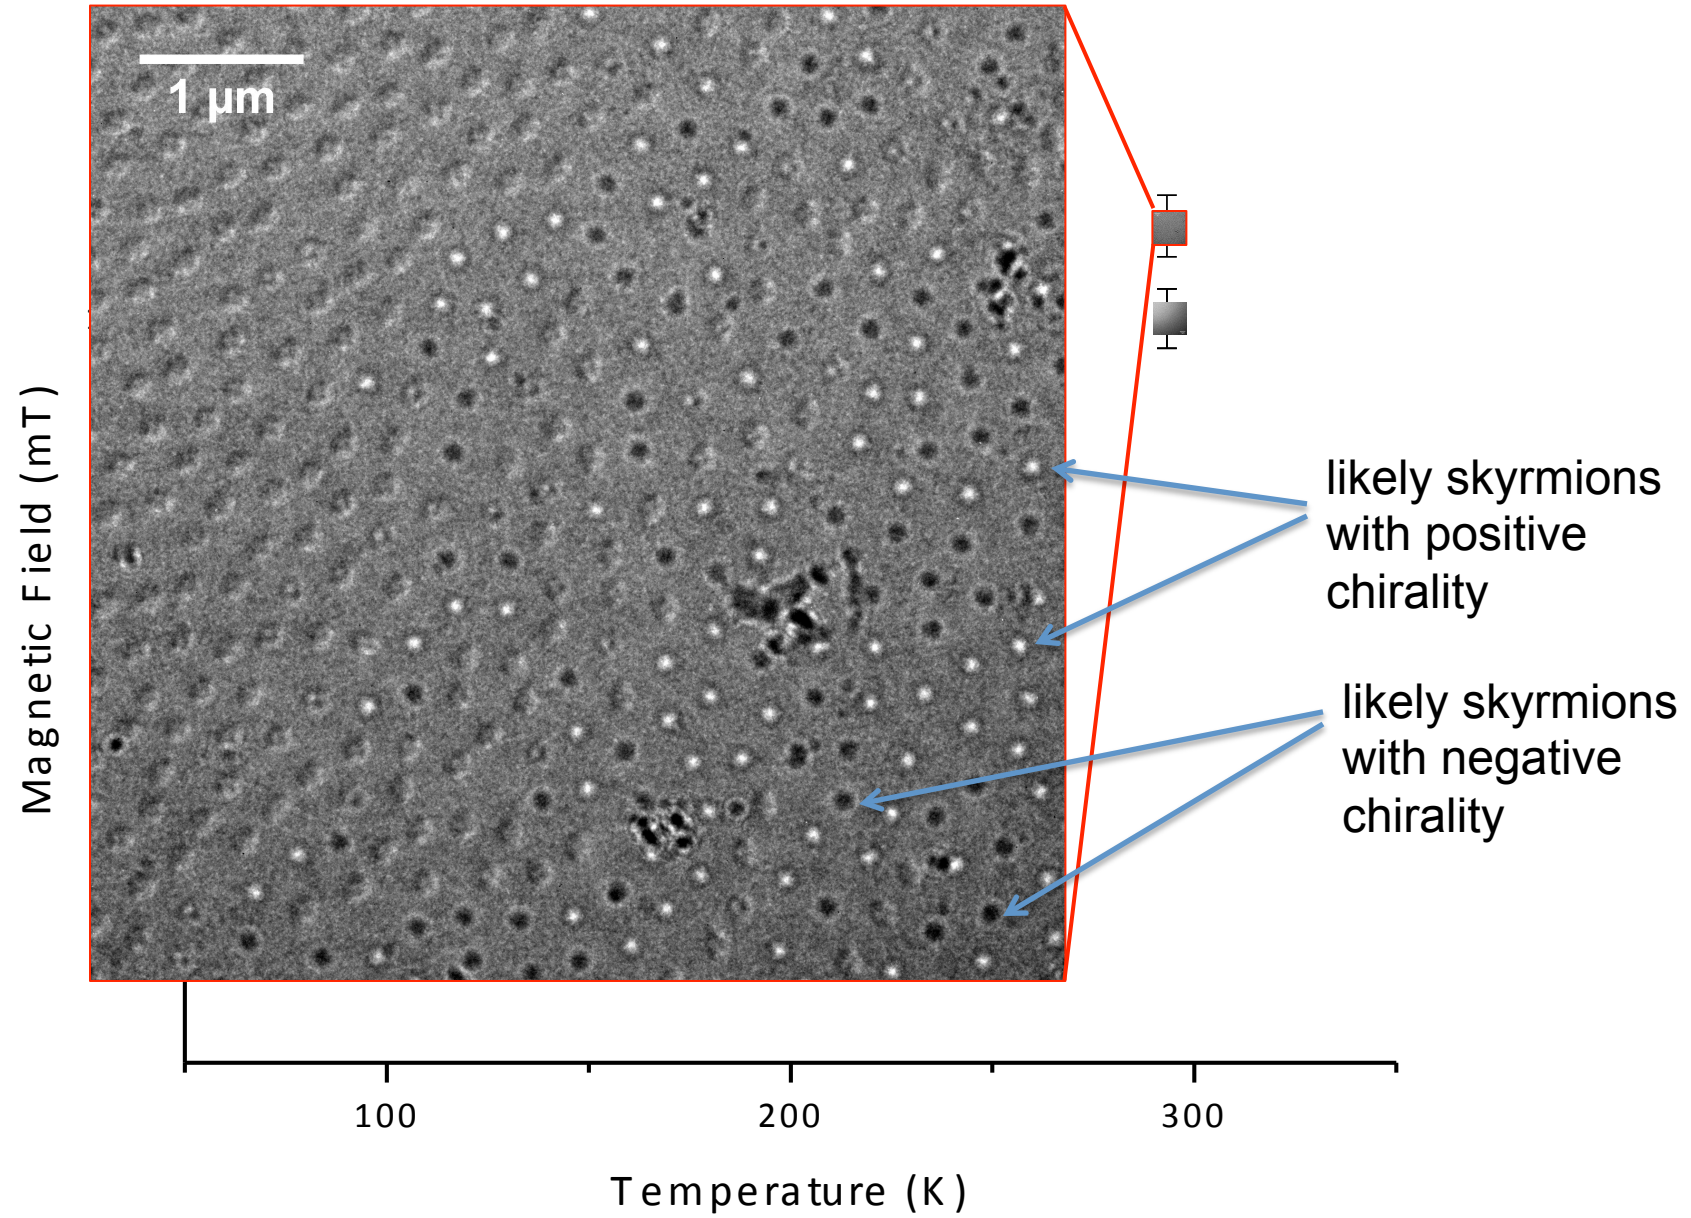 1 μm
likely skyrmions
with positive
chirality
likely skyrmions
with negative
chirality
Magnetic Field (mT)
100
200
300
Temperature (K)